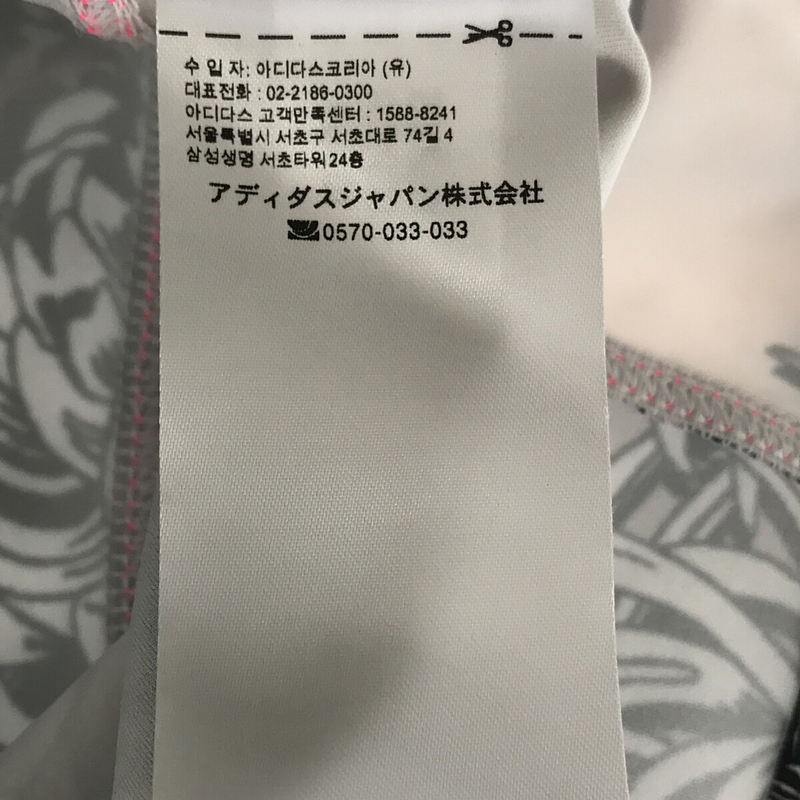 수 입 자: 아디다스코리아 (유)
대표전화 : 02-2186-0300
아디다스 고객만족센터 : 1588-8241
서울특별시 서초구 서초대로 74길 4
삼성생명 서초타워24층
アディダスジャパン株式会社
0570-033-033